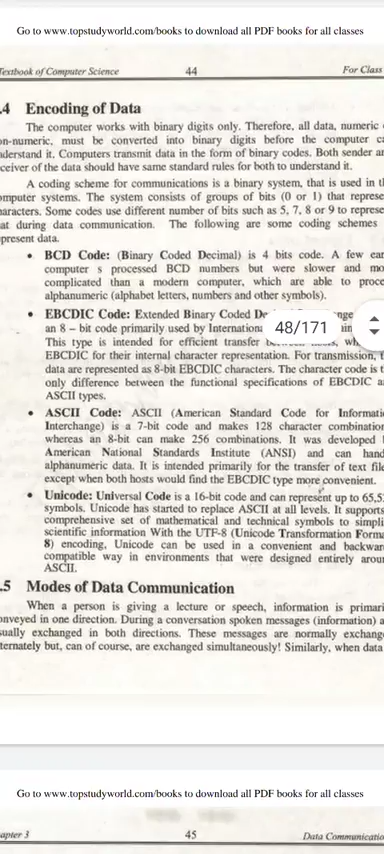 Go to www.topstudyworld.com/books to download all PDF books for all classes
Textbook of Computer Science 44 For Class
.4 Encoding of Data
The computer works with binary digits only. Therefore, all data, numeric
on-numeric, must be converted into binary digits before the computer ca
nderstand it. Computers transmit data in the form of binary codes. Both sender an
ceiver of the data should have same standard rules for both to understand it.
A coding scheme for communications is a binary system, that is used in th
omputer systems. The system consists of groups of bits (0 or 1) that represe
aracters. Some codes use different number of bits such as 5, 7, 8 or 9 to represe
at during data communication. The following are some coding schemes
present data.
• BCD Code: (Binary Coded Decimal) is 4 bits code. A few ear
computer s processed BCD numbers but were slower and mo
complicated than a modern computer, which are able to proce
alphanumeric (alphabet letters, numbers and other symbols).
• EBCDIC Code: Extended Binary Coded De nge
an 8 – bit code primarily used by Internationa
48/171
This type is intended for efficient transfer wh
EBCDIC for their internal character representation. For transmission, t
data are represented as 8-bit EBCDIC characters. The character code is t
only difference between the functional specifications of EBCDIC a
ASCII types.
• ASCII Code: ASCII (American Standard Code for Informati
Interchange) is a 7-bit code and makes 128 character combination
whereas an 8-bit can make 256 combinations. It was developed
American National Standards Institute (ANSI) and can hand
alphanumeric data. It is intended primarily for the transfer of text file
except when both hosts would find the EBCDIC type more convenient.
• Unicode: Universal Code is a 16-bit code and can represent up to 65,5
symbols. Unicode has started to replace ASCII at all levels. It supports
comprehensive set of mathematical and technical symbols to simpli
scientific information With the UTF-8 (Unicode Transformation Forma
8) encoding, Unicode can be used in a convenient and backwar
compatible way in environments that were designed entirely arou
ASCII.
.5 Modes of Data Communication
When a person is giving a lecture or speech, information is primari
onveyed in one direction. During a conversation spoken messages (information) a
sually exchanged in both directions. These messages are normally exchange
ternately but, can of course, are exchanged simultaneously! Similarly, when data
Go to www.topstudyworld.com/books to download all PDF books for all classes
apter 3 45 Data Communicatio